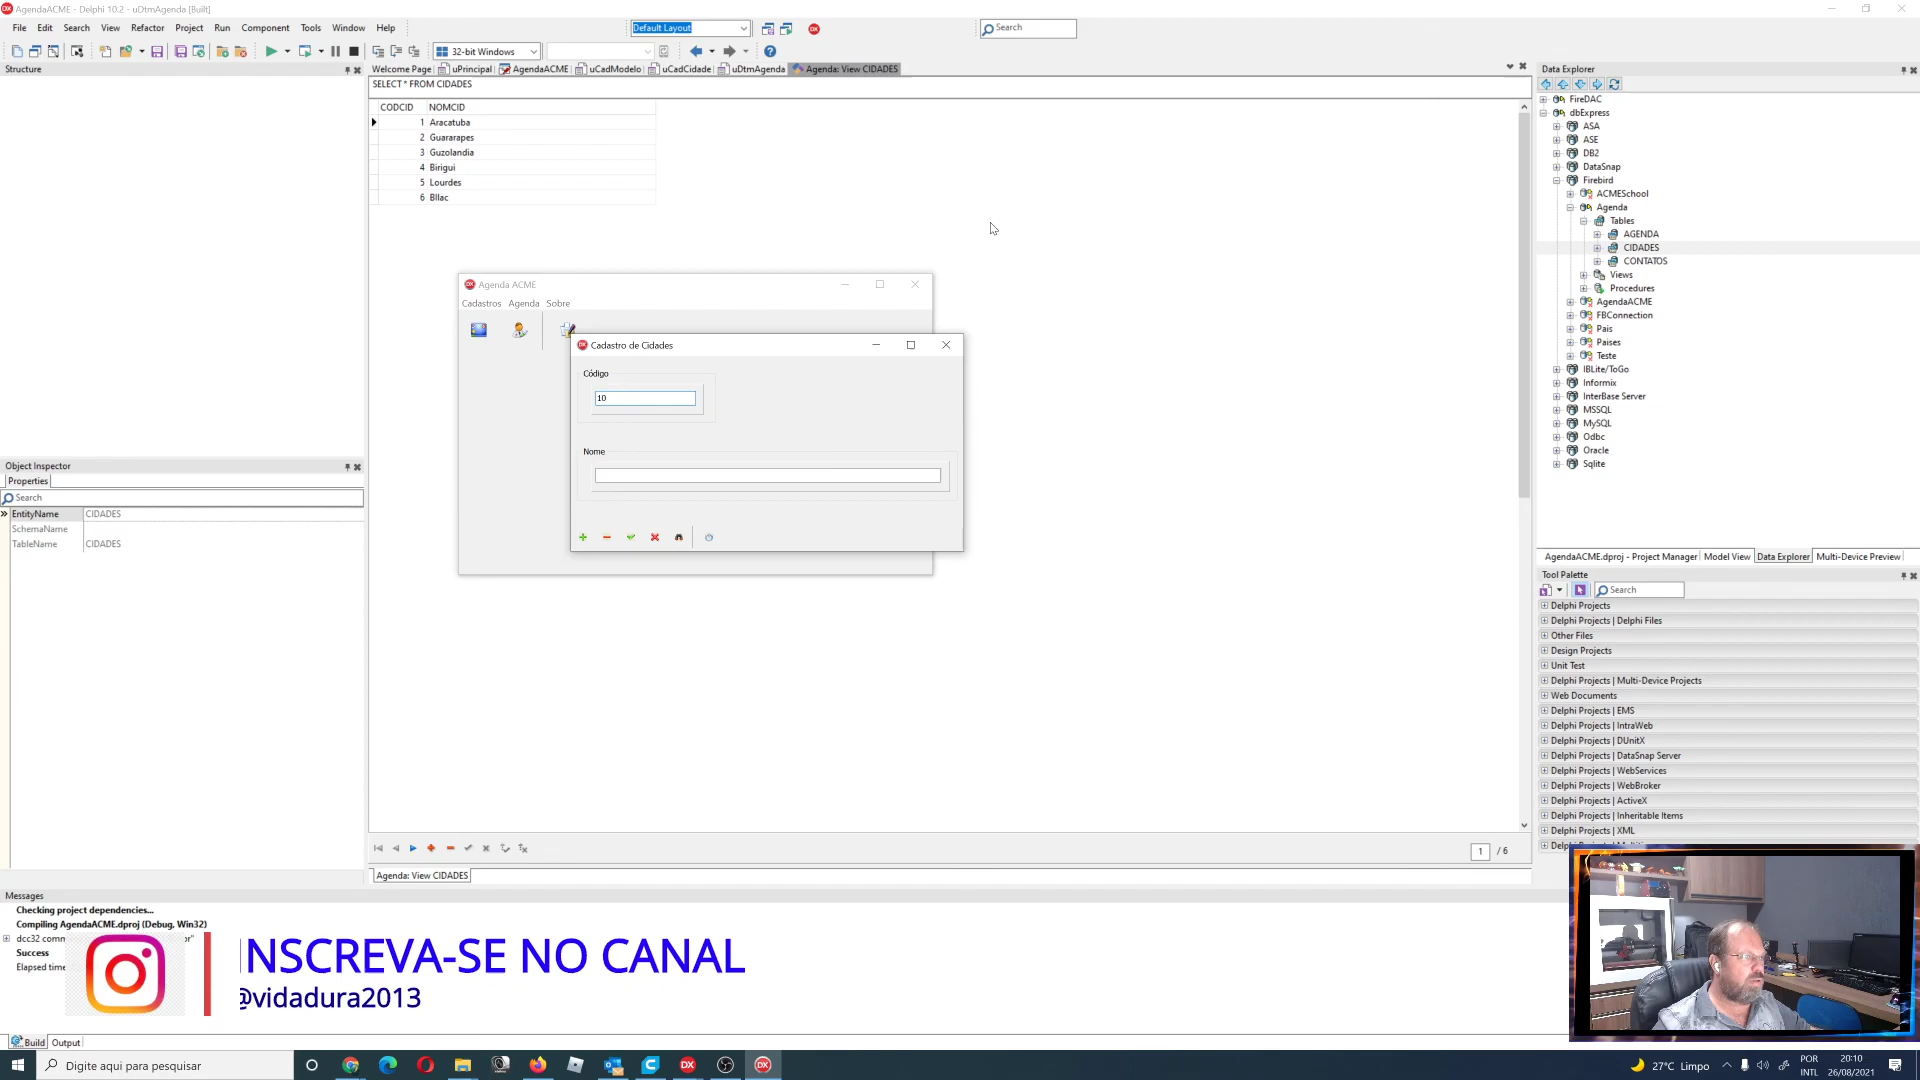 AgendaACME - Delphi 10.2 - uDtmAgenda [Built]
File Edit Search View Refactor Project Run Component Tools Window Help
Default Layout
Search
32-bit Windows
Structure
Welcome Page uPrincipal AgendaACME uCadModelo uCadCidade uDtmAgenda Agenda: View CIDADES
SELECT * FROM CIDADES
CODCID NOMCID
1 Aracatuba
2 Guararapes
3 Guzolandia
4 Birigui
5 Lourdes
6 BIlac
Agenda ACME
Cadastros Agenda Sobre
Cadastro de Cidades
Código
10
Nome
Object Inspector
Properties
Search
EntityName CIDADES
SchemaName
TableName CIDADES
1 / 6
Agenda: View CIDADES
Data Explorer
FireDAC
dbExpress
ASA
ASE
DB2
DataSnap
Firebird
ACMESchool
Agenda
Tables
AGENDA
CIDADES
CONTATOS
Views
Procedures
AgendaACME
FBConnection
Pais
Paises
Teste
IBLite/ToGo
Informix
InterBase Server
MSSQL
MySQL
Odbc
Oracle
Sqlite
AgendaACME.dproj - Project Manager Model View Data Explorer Multi-Device Preview
Tool Palette
Search
Delphi Projects
Delphi Projects | Delphi Files
Other Files
Design Projects
Unit Test
Delphi Projects | Multi-Device Projects
Web Documents
Delphi Projects | EMS
Delphi Projects | IntraWeb
Delphi Projects | DUnitX
Delphi Projects | DataSnap Server
Delphi Projects | WebServices
Delphi Projects | WebBroker
Delphi Projects | ActiveX
Delphi Projects | Inheritable Items
Delphi Projects | XML
Messages
Checking project dependencies...
Compiling AgendaACME.dproj (Debug, Win32)
dcc32
Success
Elapsed time
INSCREVA-SE NO CANAL
@vidadura2013
Build Output
Digite aqui para pesquisar
27°C Limpo
POR
INTL
20:10
26/08/2021